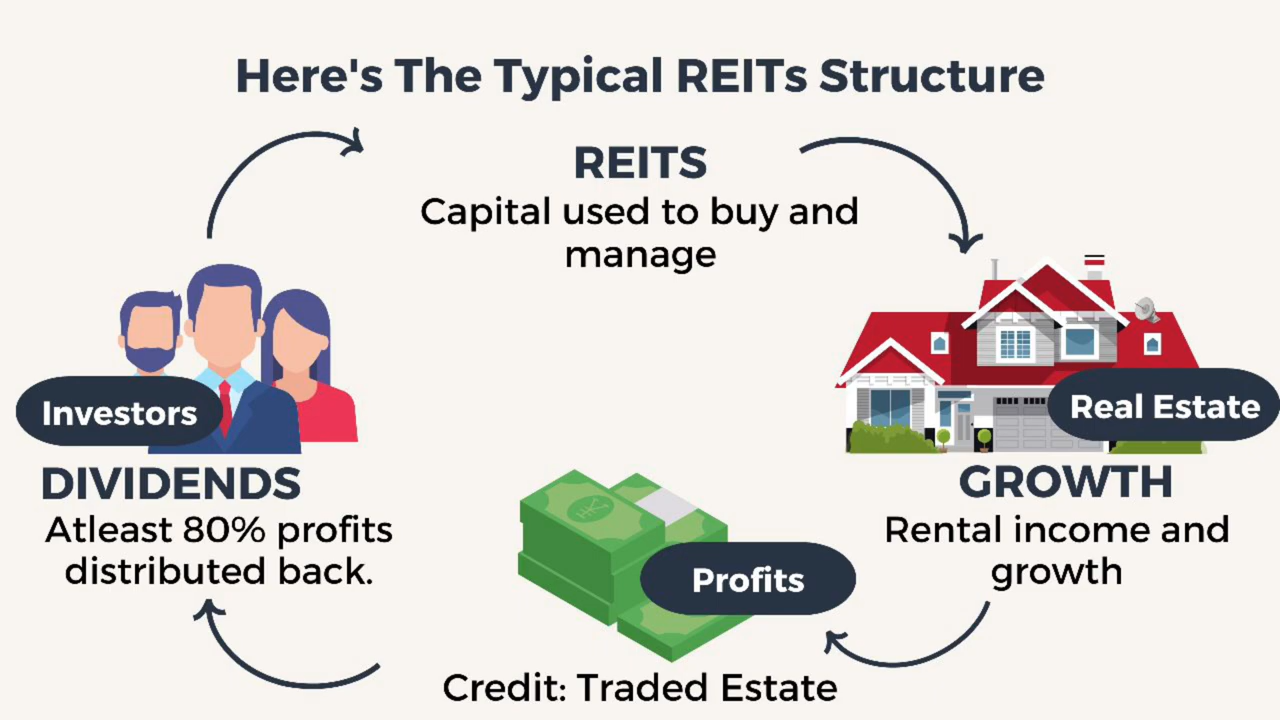 Here's The Typical REITs Structure
REITS
Capital used to buy and
manage
Investors
Real Estate
DIVIDENDS
Atleast 80% profits
distributed back.
GROWTH
Rental income and
growth
Profits
Credit: Traded Estate